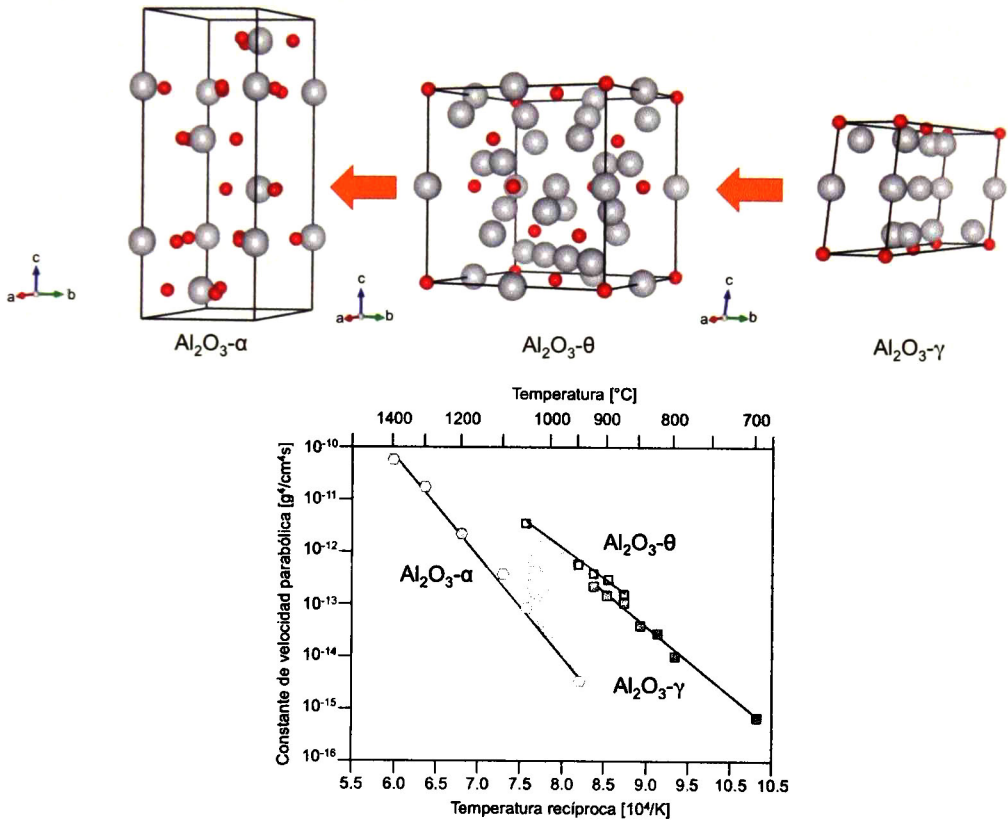 c
a b
Al₂O₃-α
c
a b
Al₂O₃-θ
c
a b
Al₂O₃-γ
Temperatura [°C]
1400 1200 1000 900 800 700
Constante de velocidad parabólica [g⁴/cm⁴s]
10⁻¹⁰
10⁻¹¹
10⁻¹²
10⁻¹³
10⁻¹⁴
10⁻¹⁵
10⁻¹⁶
Al₂O₃-θ
Al₂O₃-α
Al₂O₃-γ
5.5 6.0 6.5 7.0 7.5 8.0 8.5 9.0 9.5 10.5 10.5
Temperatura recíproca [10⁴/K]